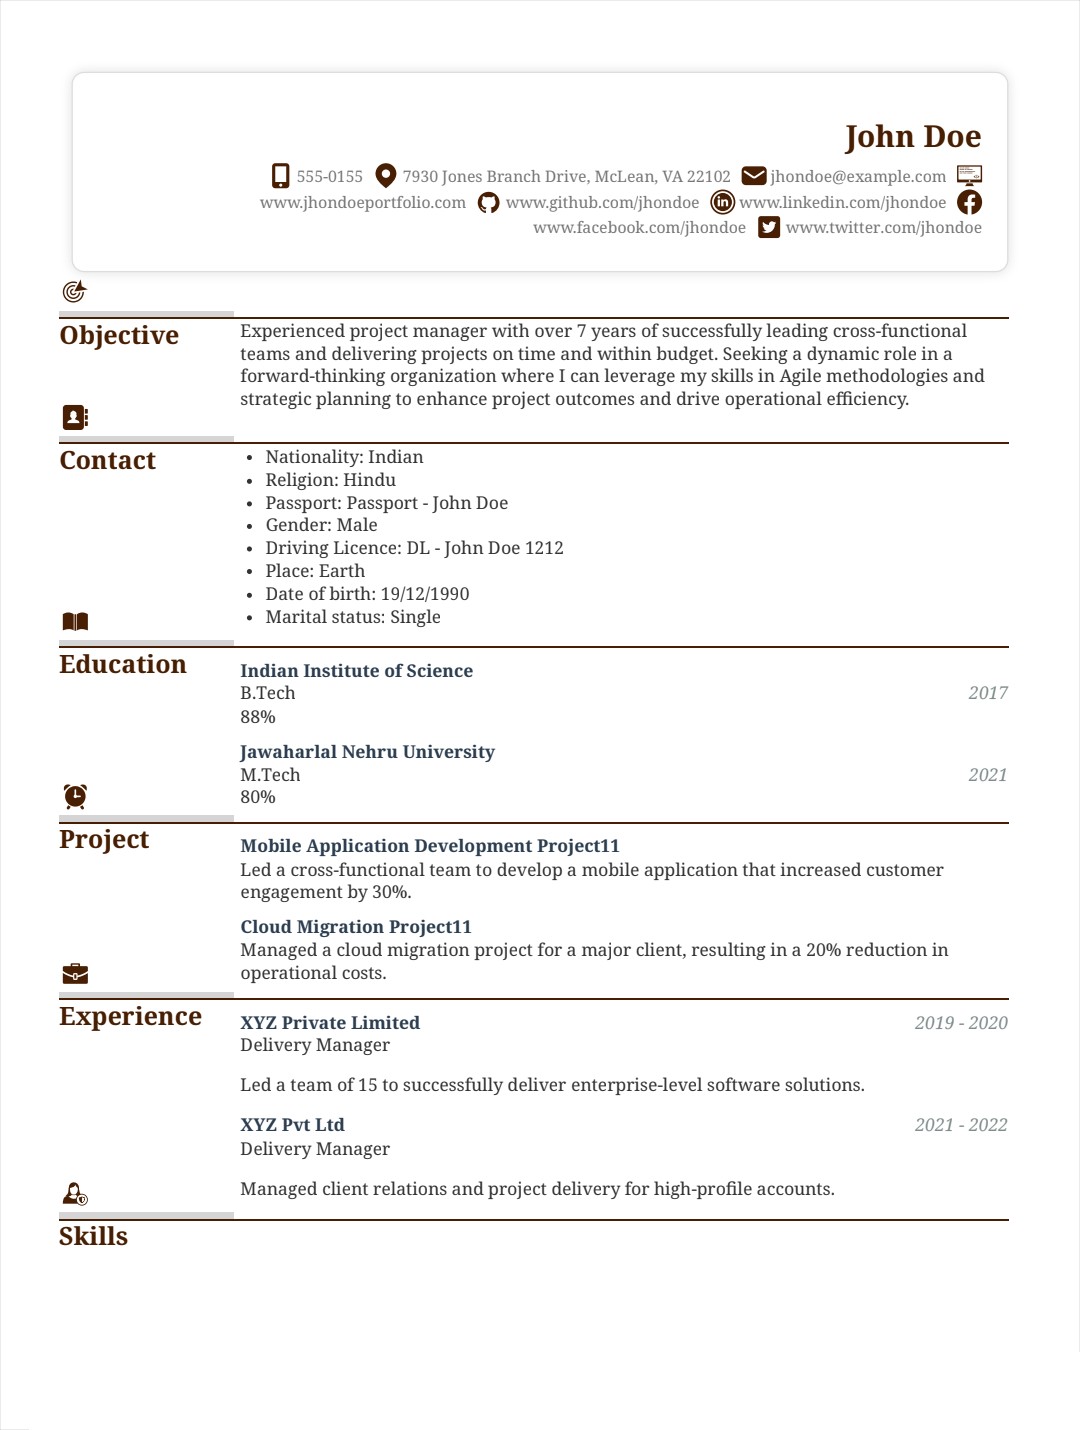 John Doe
555-0155 7930 Jones Branch Drive, McLean, VA 22102 jhondoe@example.com
www.jhondoeportfolio.com www.github.com/jhondoe www.linkedin.com/jhondoe
www.facebook.com/jhondoe www.twitter.com/jhondoe
Objective
Experienced project manager with over 7 years of successfully leading cross-functional
teams and delivering projects on time and within budget. Seeking a dynamic role in a
forward-thinking organization where I can leverage my skills in Agile methodologies and
strategic planning to enhance project outcomes and drive operational efficiency.
Contact
• Nationality: Indian
• Religion: Hindu
• Passport: Passport - John Doe
• Gender: Male
• Driving Licence: DL - John Doe 1212
• Place: Earth
• Date of birth: 19/12/1990
• Marital status: Single
Education
Indian Institute of Science
B.Tech 2017
88%
Jawaharlal Nehru University
M.Tech 2021
80%
Project
Mobile Application Development Project11
Led a cross-functional team to develop a mobile application that increased customer
engagement by 30%.
Cloud Migration Project11
Managed a cloud migration project for a major client, resulting in a 20% reduction in
operational costs.
Experience
XYZ Private Limited 2019 - 2020
Delivery Manager
Led a team of 15 to successfully deliver enterprise-level software solutions.
XYZ Pvt Ltd 2021 - 2022
Delivery Manager
Managed client relations and project delivery for high-profile accounts.
Skills